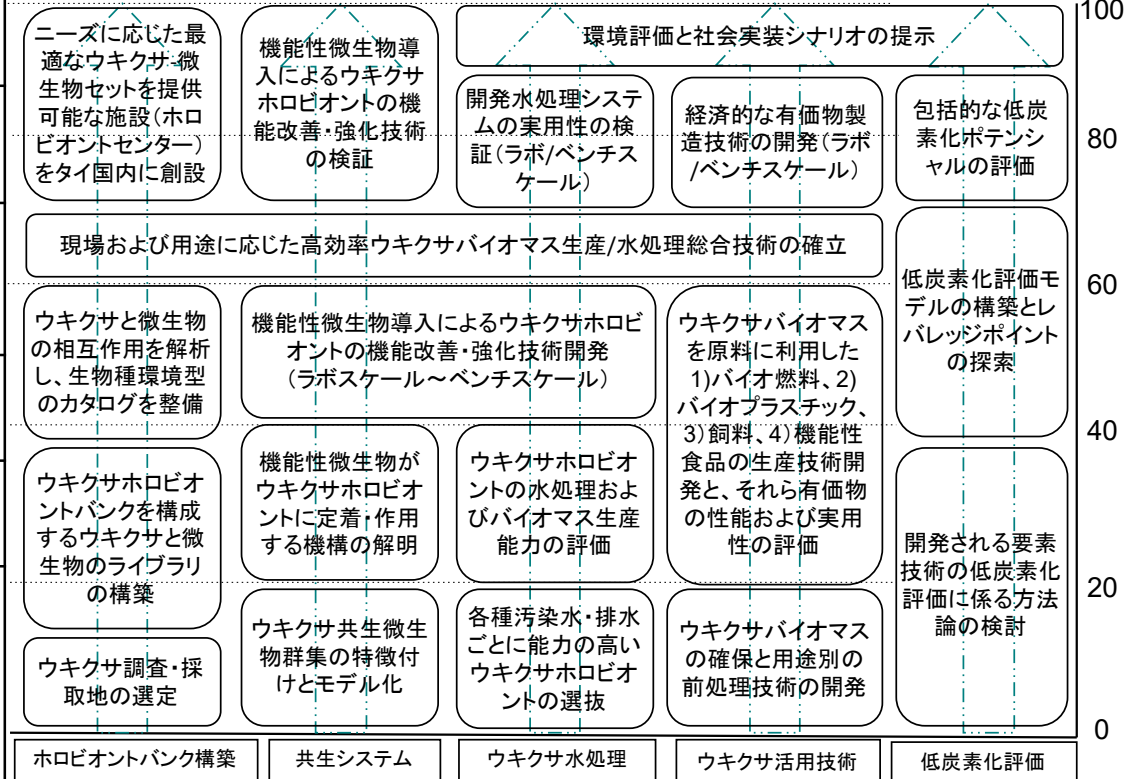 100
ニーズに応じた最
適なウキクサ-微
生物セットを提供
可能な施設(ホロ
ビオントセンター)
をタイ国内に創設
機能性微生物導
入によるウキクサ
ホロビオントの機
能改善・強化技術
の検証
環境評価と社会実装シナリオの提示
開発水処理システ
ムの実用性の検
証(ラボ/ベンチス
ケール)
経済的な有価物製
造技術の開発(ラボ
/ベンチスケール)
包括的な低炭
素化ポテンシ
ャルの評価
80
現場および用途に応じた高効率ウキクサバイオマス生産/水処理総合技術の確立
60
ウキクサと微生物
の相互作用を解析
し、生物種環境型
のカタログを整備
機能性微生物導入によるウキクサホロビ
オントの機能改善・強化技術開発
(ラボスケール～ベンチスケール)
ウキクサバイオマス
を原料に利用した
1)バイオ燃料、2)
バイオプラスチック、
3)飼料、4)機能性
食品の生産技術開
発と、それら有価物
の性能および実用
性の評価
低炭素化評価モ
デルの構築とレ
バレッジポイント
の探索
40
ウキクサホロビオ
ントバンクを構成
するウキクサと微
生物のライブラリ
の構築
機能性微生物が
ウキクサホロビオ
ントに定着・作用
する機構の解明
ウキクサホロビオ
ントの水処理およ
びバイオマス生産
能力の評価
開発される要素
技術の低炭素化
評価に係る方法
論の検討
20
ウキクサ調査・採
取地の選定
ウキクサ共生微生
物群集の特徴付
けとモデル化
各種汚染水・排水
ごとに能力の高い
ウキクサホロビオ
ントの選抜
ウキクサバイオマス
の確保と用途別の
前処理技術の開発
0
ホロビオントバンク構築
共生システム
ウキクサ水処理
ウキクサ活用技術
低炭素化評価